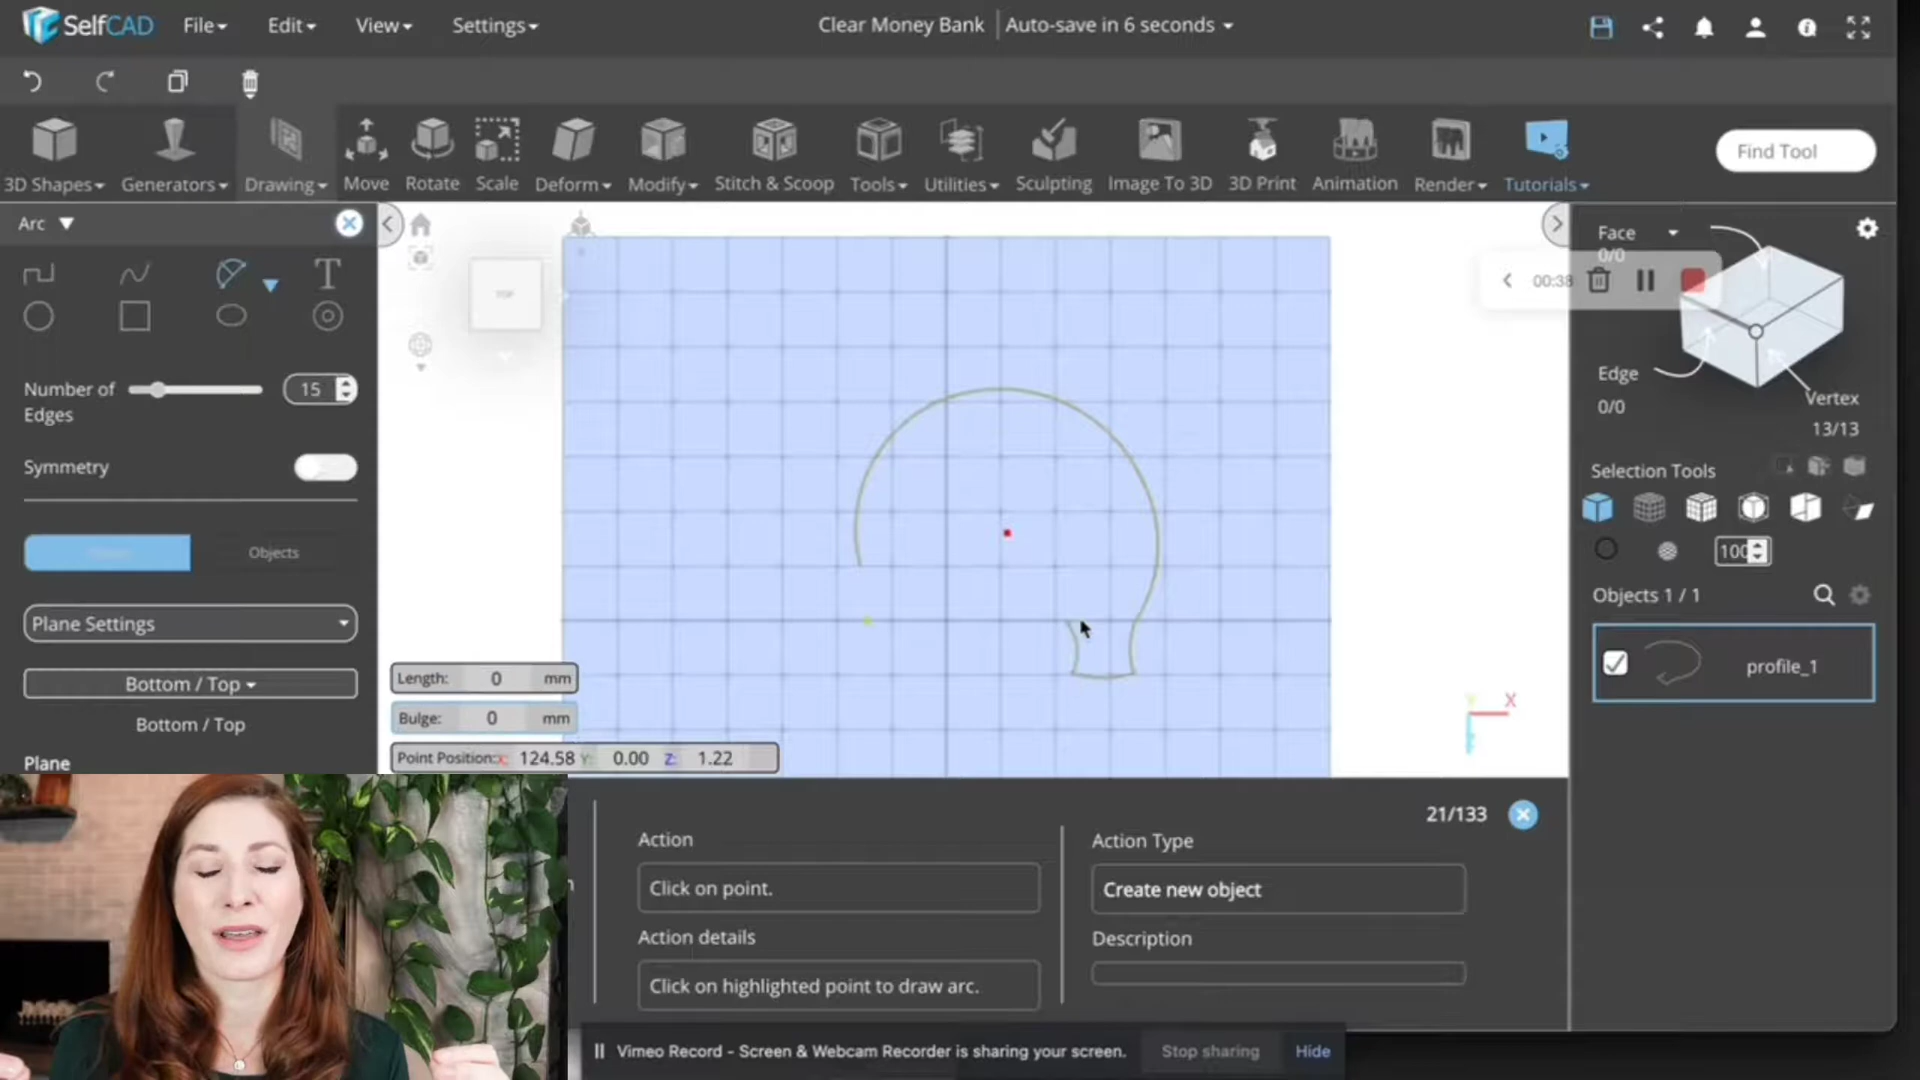 SelfCAD File Edit View Settings Clear Money Bank Auto-save in 6 seconds
3D Shapes Generators Drawing Move Rotate Scale Deform Modify Stitch & Scoop Tools Utilities Sculpting Image To 3D 3D Print Animation Render Tutorials Find Tool
Arc
T
Number of
Edges
15
Symmetry
Objects
Plane Settings
Bottom / Top
Bottom / Top
Plane
TOP
Length: 0 mm
Bulge: 0 mm
Point Position: X: 124.58 Y: 0.00 Z: 1.22
Y X
00:38
Face
0/0
Edge
0/0
Vertex
13/13
Selection Tools
100
Objects 1 / 1
profile_1
21/133
Action
Click on point.
Action details
Click on highlighted point to draw arc.
Action Type
Create new object
Description
Vimeo Record - Screen & Webcam Recorder is sharing your screen. Stop sharing Hide